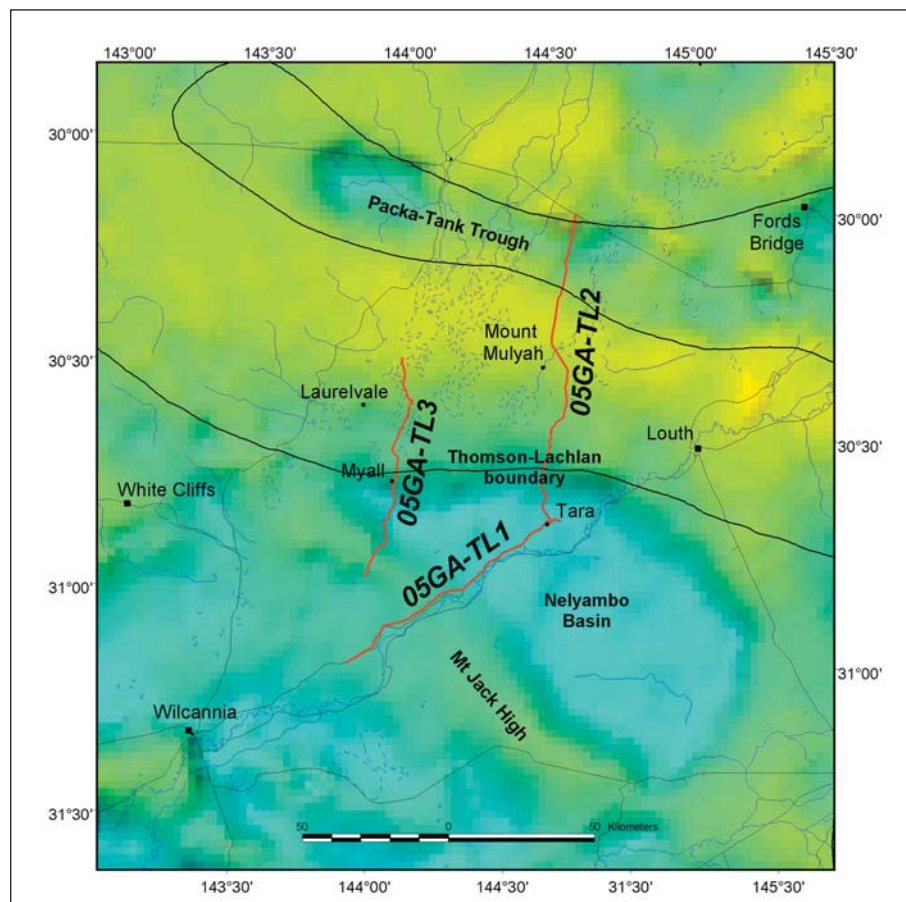 143°00' 143°30' 144°00' 144°30' 145°00' 145°30'
30°00'
Packa-Tank Trough
30°00'
Fords
Bridge
05GA-TL2
Mount
Mulyah
30°30'
Laurelvale
05GA-TL3
Louth
30°30'
Thomson-Lachlan
boundary
Myall
White Cliffs
Tara
05GA-TL1
31°00'
Nelyambo
Basin
Mt Jack High
31°00'
Wilcannia
31°30'
50 0 50 Kilometers
143°30' 144°00' 144°30' 31°30' 145°30'